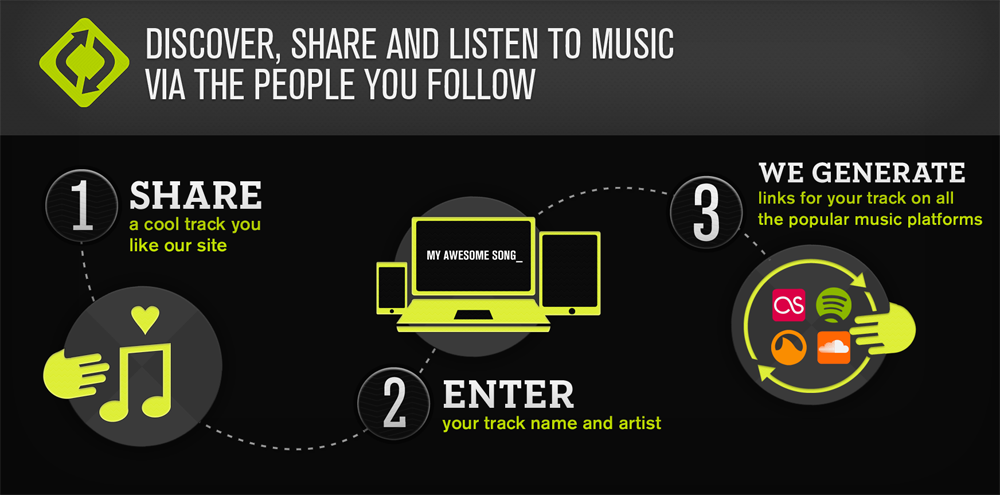 DISCOVER, SHARE AND LISTEN TO MUSIC
VIA THE PEOPLE YOU FOLLOW
1
SHARE
a cool track you
like our site
MY AWESOME SONG_
2
ENTER
your track name and artist
3
WE GENERATE
links for your track on all
the popular music platforms